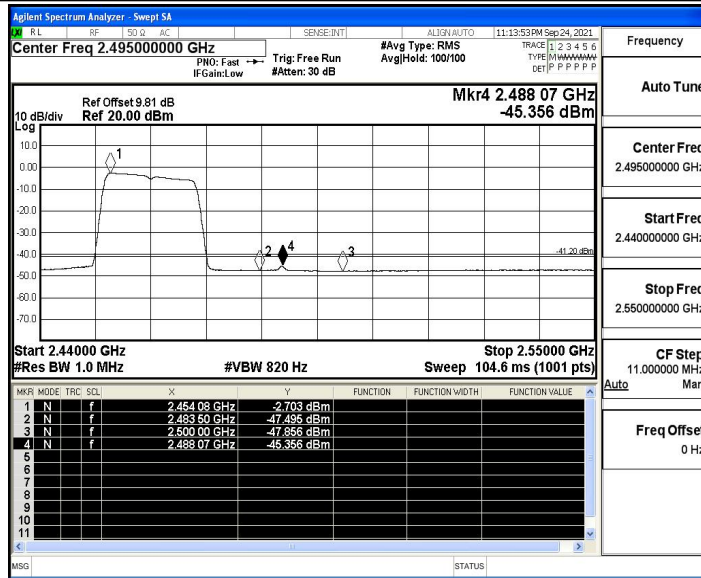 Agilent Spectrum Analyzer - Swept SA
RL RF 50 Ω AC SENSE:INT ALIGN AUTO 11:13:53 PM Sep 24, 2021
Center Freq 2.495000000 GHz
PNO: Fast
IFGain:Low
Trig: Free Run
#Atten: 30 dB
#Avg Type: RMS
Avg|Hold: 100/100
TRACE 1 2 3 4 5 6
TYPE M
DET P P P P P P
Ref Offset 9.81 dB
10 dB/div Ref 20.00 dBm
Log
Mkr4 2.488 07 GHz
-45.356 dBm
10.0
0.00
-10.0
-20.0
-30.0
-40.0
-50.0
-60.0
-70.0
1
2
4
3
-41.20 dBm
Start 2.44000 GHz Stop 2.55000 GHz
#Res BW 1.0 MHz #VBW 820 Hz Sweep 104.6 ms (1001 pts)
MKR MODE TRC SCL X Y FUNCTION FUNCTION WIDTH FUNCTION VALUE
1 N f 2.454 08 GHz -2.703 dBm
2 N f 2.483 50 GHz -47.495 dBm
3 N f 2.500 00 GHz -47.856 dBm
4 N f 2.488 07 GHz -45.356 dBm
5
6
7
8
9
10
11
MSG STATUS
Frequency
Auto Tune
Center Freq
2.495000000 GHz
Start Freq
2.440000000 GHz
Stop Freq
2.550000000 GHz
CF Step
11.000000 MHz
Auto Man
Freq Offset
0 Hz